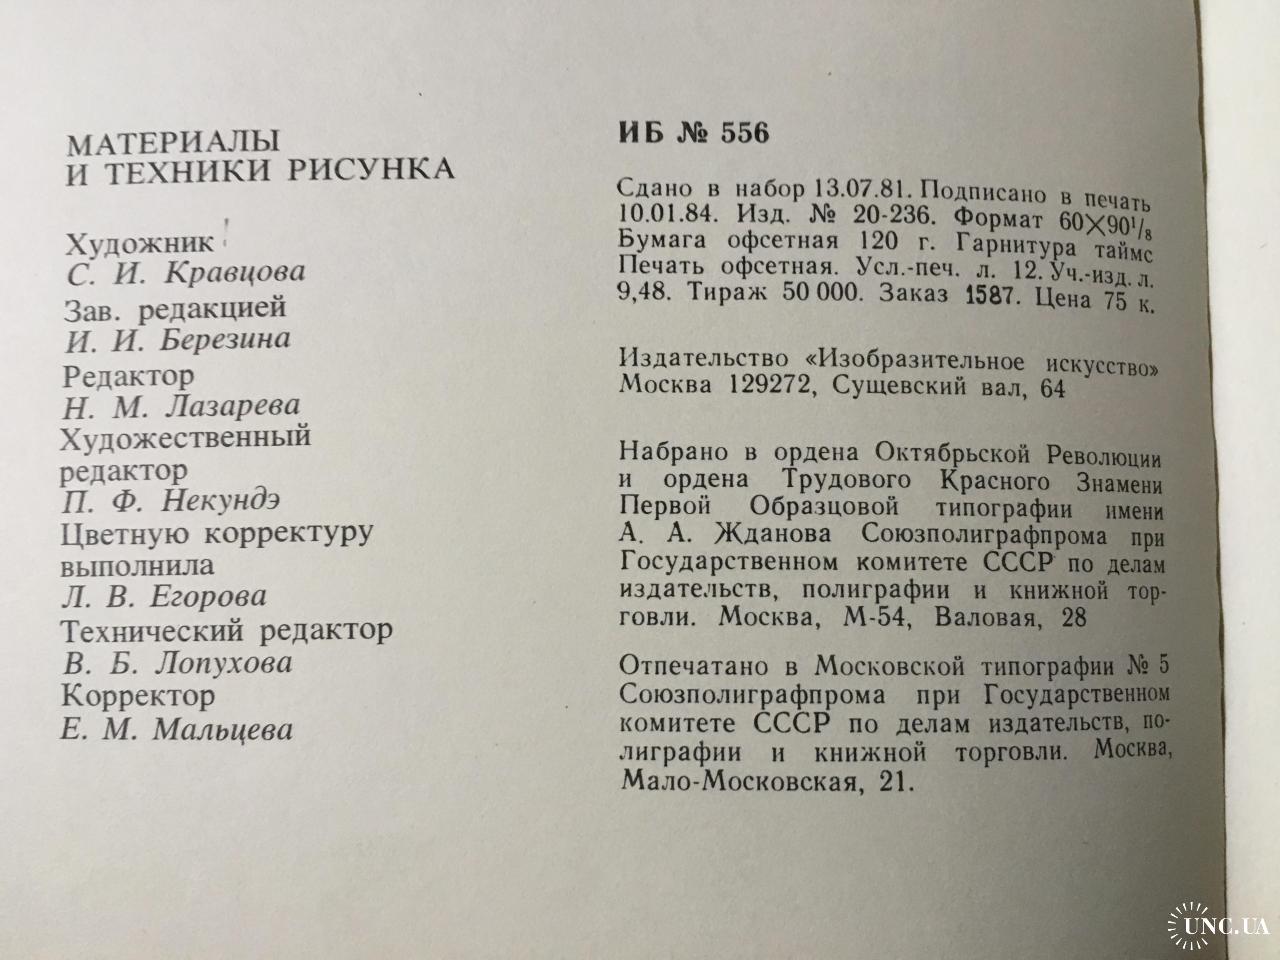 МАТЕРИАЛЫ
И ТЕХНИКИ РИСУНКА
Художник
С. И. Кравцова
Зав. редакцией
И. И. Березина
Редактор
Н. М. Лазарева
Художественный
редактор
П. Ф. Некундэ
Цветную корректуру
выполнила
Л. В. Егорова
Технический редактор
В. Б. Лопухова
Корректор
Е. М. Мальцева
ИБ № 556
Сдано в набор 13.07.81. Подписано в печать
10.01.84. Изд. № 20-236. Формат 60×90¹/₈
Бумага офсетная 120 г. Гарнитура таймс
Печать офсетная. Усл.-печ. л. 12. Уч.-изд. л.
9,48. Тираж 50 000. Заказ 1587. Цена 75 к.
Издательство «Изобразительное искусство»
Москва 129272, Сущевский вал, 64
Набрано в ордена Октябрьской Революции
и ордена Трудового Красного Знамени
Первой Образцовой типографии имени
А. А. Жданова Союзполиграфпрома при
Государственном комитете СССР по делам
издательств, полиграфии и книжной тор-
говли. Москва, М-54, Валовая, 28
Отпечатано в Московской типографии № 5
Союзполиграфпрома при Государственном
комитете СССР по делам издательств, по-
лиграфии и книжной торговли. Москва,
Мало-Московская, 21.
UNC.UA